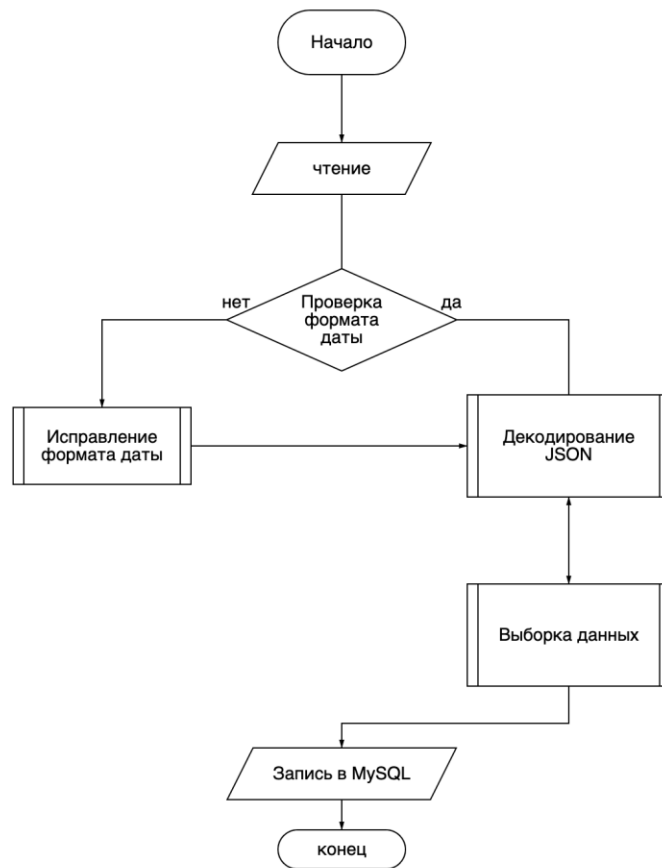 Начало
чтение
нет
да
Проверка
формата
даты
Исправление
формата даты
Декодирование
JSON
Выборка данных
Запись в MySQL
конец